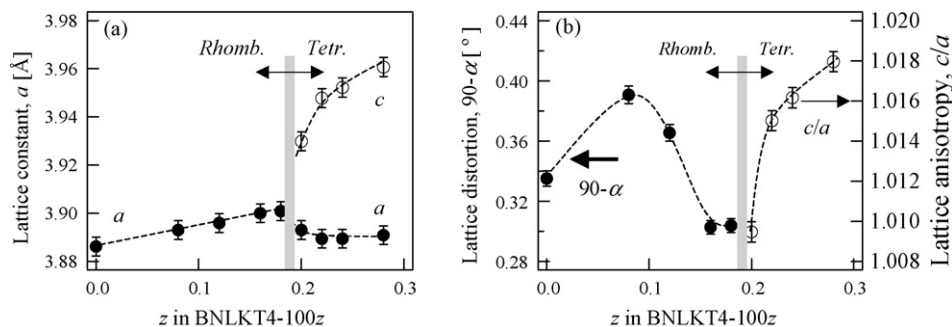 (a)
3.98
3.96
3.94
3.92
3.90
3.88
Lattice constant, a [Å]
Rhomb.
Tetr.
c
a
a
0.0
0.1
0.2
0.3
z in BNLKT4-100z
(b)
0.44
0.40
0.36
0.32
0.28
Lattice distortion, 90-α [ ° ]
Rhomb.
Tetr.
90-α
c/a
1.020
1.018
1.016
1.014
1.012
1.010
1.008
Lattice anisotropy, c/a
0.0
0.1
0.2
0.3
z in BNLKT4-100z